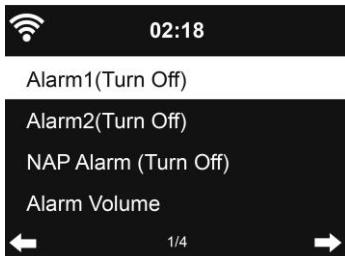 02:18
Alarm1(Turn Off)
Alarm2(Turn Off)
NAP Alarm (Turn Off)
Alarm Volume
1/4